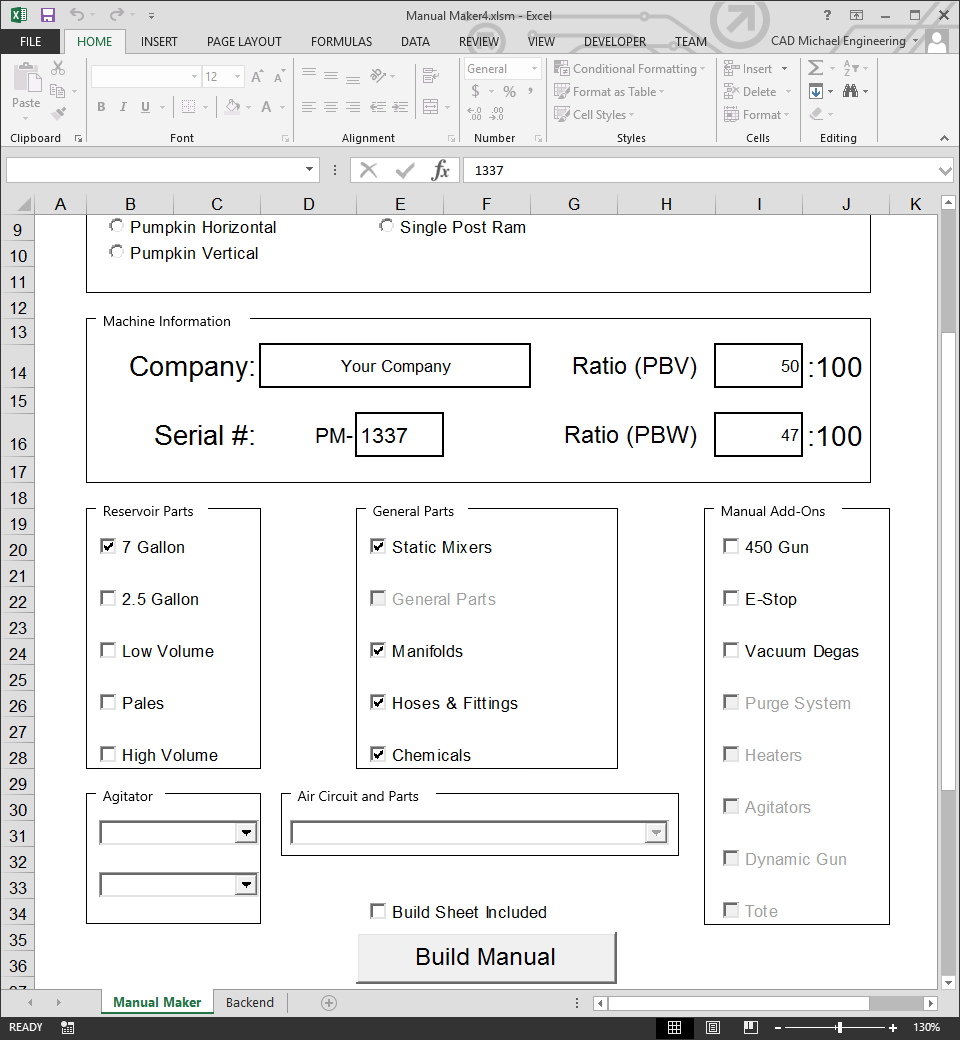 Manual Maker4.xlsm - Excel
FILE HOME INSERT PAGE LAYOUT FORMULAS DATA REVIEW VIEW DEVELOPER TEAM CAD Michael Engineering
Paste
12
B I U A
General
$ % ,
Conditional Formatting
Format as Table
Cell Styles
Insert
Delete
Format
Clipboard Font Alignment Number Styles Cells Editing
fx 1337
A B C D E F G H I J K
9 Pumpkin Horizontal Single Post Ram
10 Pumpkin Vertical
11
12
13 Machine Information
14 Company: Your Company Ratio (PBV) 50 :100
15
16 Serial #: PM- 1337 Ratio (PBW) 47 :100
17
18
19 Reservoir Parts General Parts Manual Add-Ons
20 7 Gallon Static Mixers 450 Gun
21
22 2.5 Gallon General Parts E-Stop
23
24 Low Volume Manifolds Vacuum Degas
25
26 Pales Hoses & Fittings Purge System
27
28 High Volume Chemicals Heaters
29
30 Agitator Air Circuit and Parts Agitators
31
32 Dynamic Gun
33
34 Build Sheet Included Tote
35
36 Build Manual
37
Manual Maker Backend
READY 130%